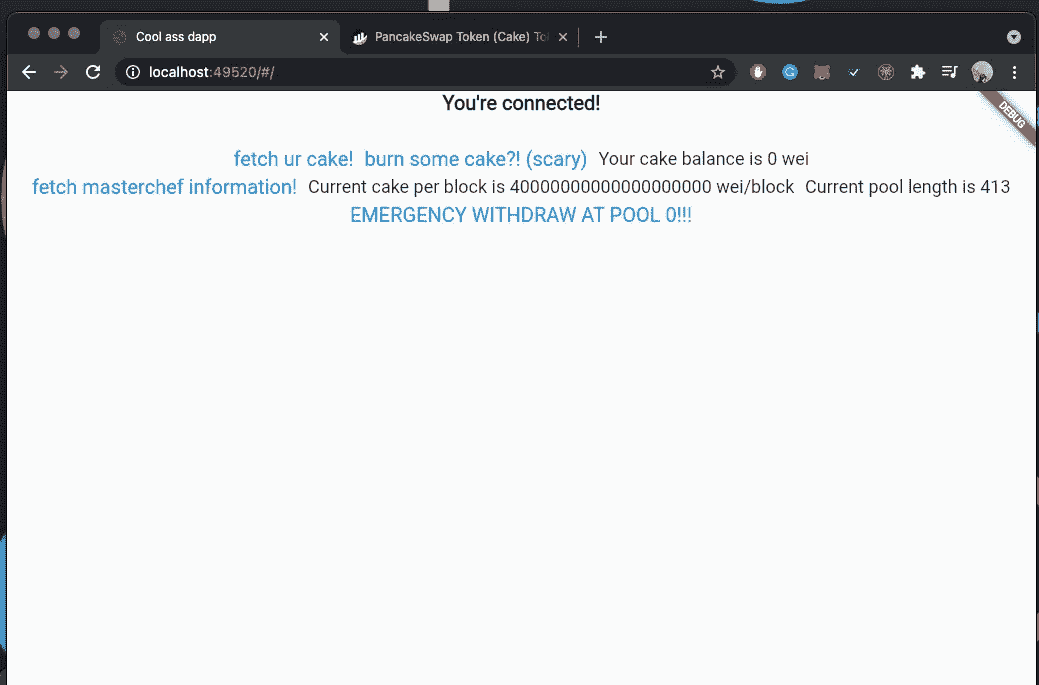 Cool ass dapp
PancakeSwap Token (Cake) To
localhost:49520/#/
You're connected!
DEBUG
fetch ur cake! burn some cake?! (scary) Your cake balance is 0 wei
fetch masterchef information! Current cake per block is 40000000000000000000 wei/block Current pool length is 413
EMERGENCY WITHDRAW AT POOL 0!!!